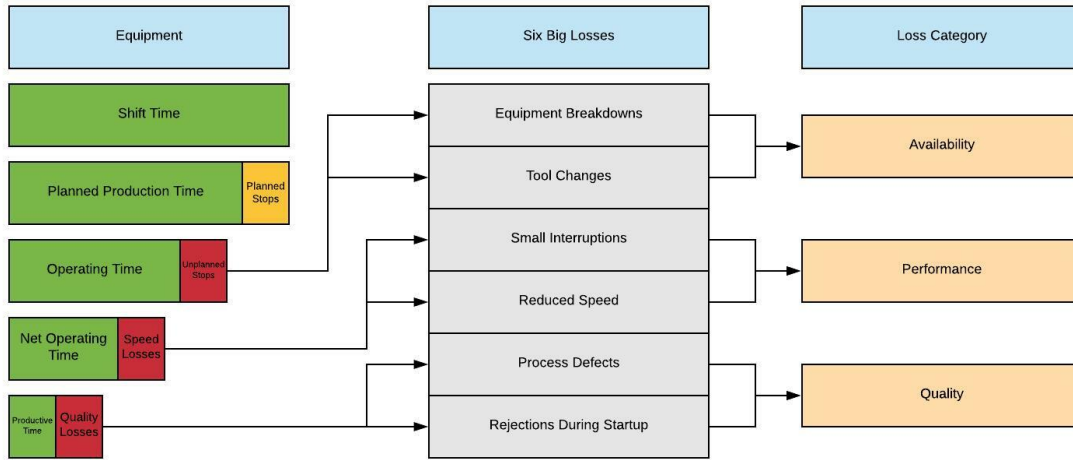 Equipment
Six Big Losses
Loss Category
Shift Time
Equipment Breakdowns
Availability
Planned Production Time
Planned
Stops
Tool Changes
Operating Time
Unplanned
Stops
Small Interruptions
Performance
Reduced Speed
Net Operating
Time
Speed
Losses
Process Defects
Quality
Productive
Time
Quality
Losses
Rejections During Startup